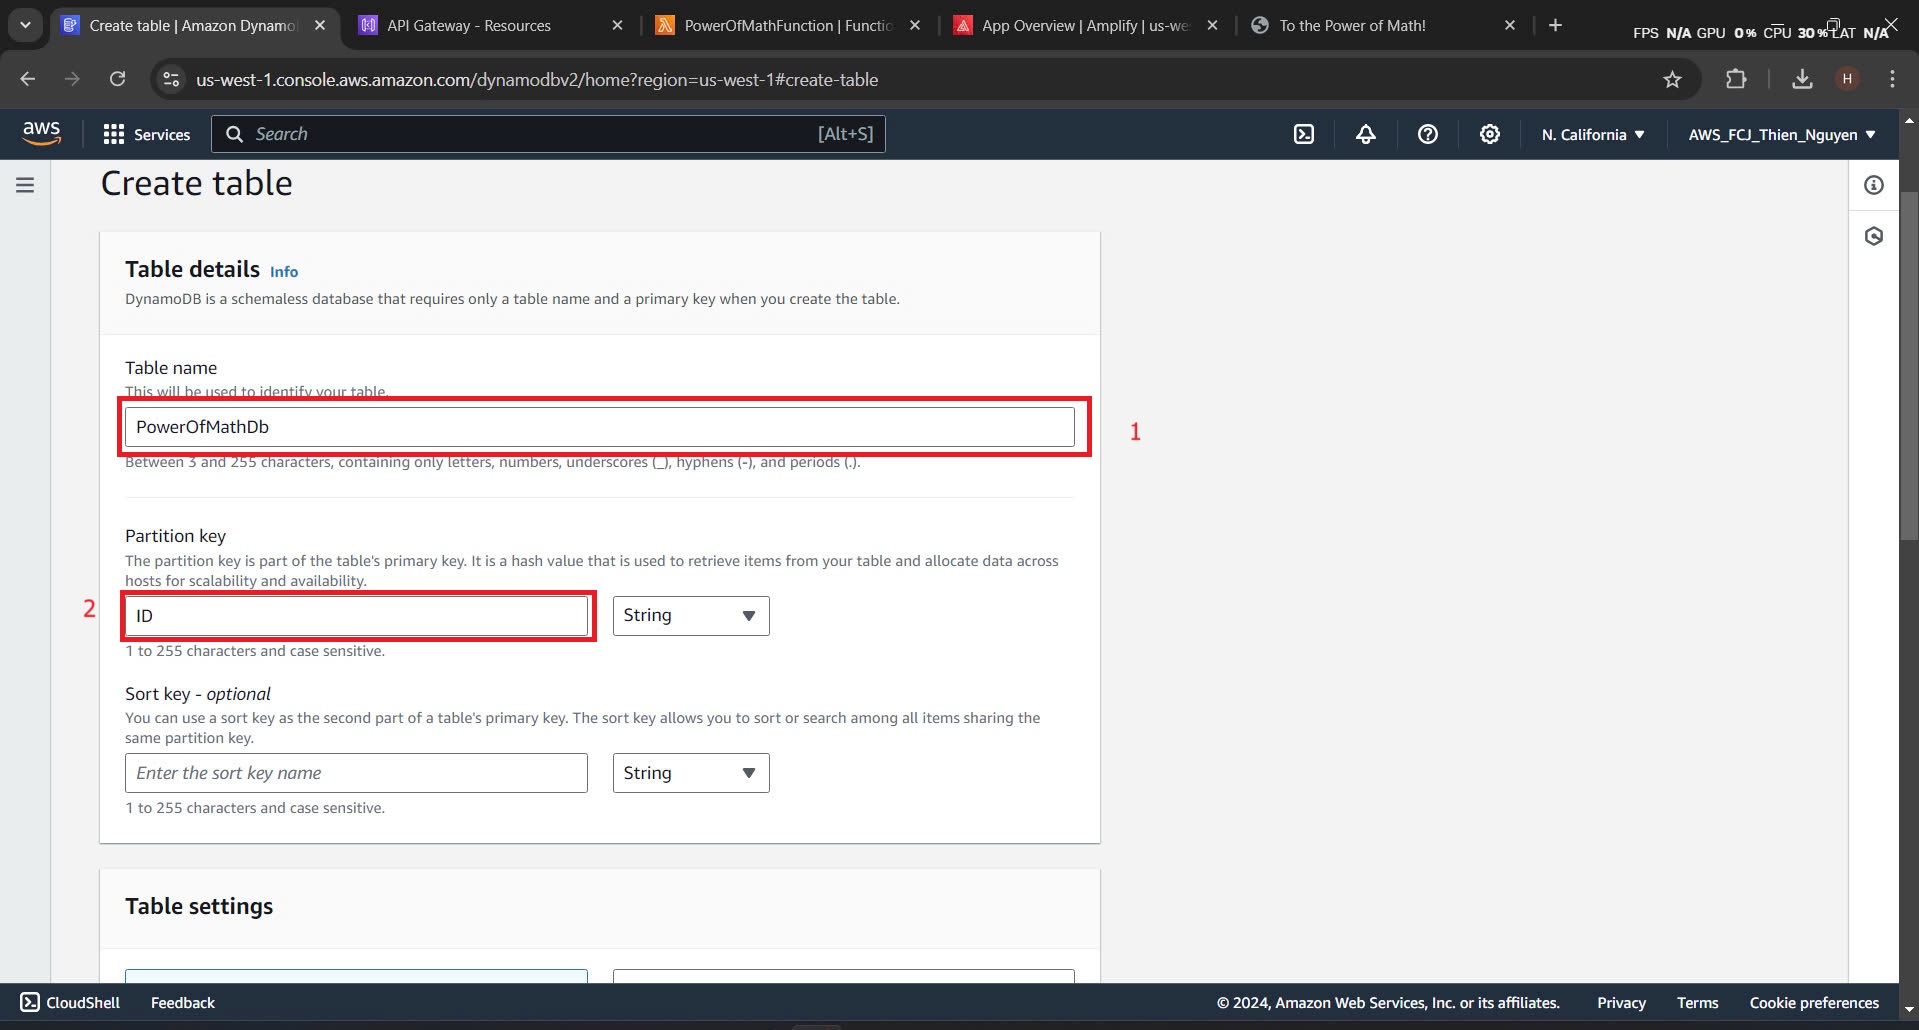 Create table | Amazon Dynamo
API Gateway - Resources
PowerOfMathFunction | Functio
App Overview | Amplify | us-we
To the Power of Math!
FPS N/A GPU 0% CPU 30% LAT N/A
us-west-1.console.aws.amazon.com/dynamodbv2/home?region=us-west-1#create-table
H
aws
Services
Search
[Alt+S]
N. California
AWS_FCJ_Thien_Nguyen
Create table
Table details Info
DynamoDB is a schemaless database that requires only a table name and a primary key when you create the table.
Table name
This will be used to identify your table.
PowerOfMathDb
1
Between 3 and 255 characters, containing only letters, numbers, underscores (_), hyphens (-), and periods (.).
Partition key
The partition key is part of the table's primary key. It is a hash value that is used to retrieve items from your table and allocate data across
hosts for scalability and availability.
2
ID
String
1 to 255 characters and case sensitive.
Sort key - optional
You can use a sort key as the second part of a table's primary key. The sort key allows you to sort or search among all items sharing the
same partition key.
Enter the sort key name
String
1 to 255 characters and case sensitive.
Table settings
CloudShell
Feedback
© 2024, Amazon Web Services, Inc. or its affiliates.
Privacy
Terms
Cookie preferences